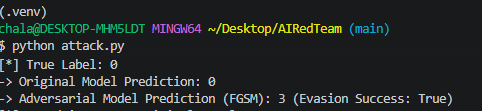 (.venv)
chala@DESKTOP-MHM5LDT MINGW64 ~/Desktop/AIRedTeam (main)
$ python attack.py
[*] True Label: 0
-> Original Model Prediction: 0
-> Adversarial Model Prediction (FGSM): 3 (Evasion Success: True)